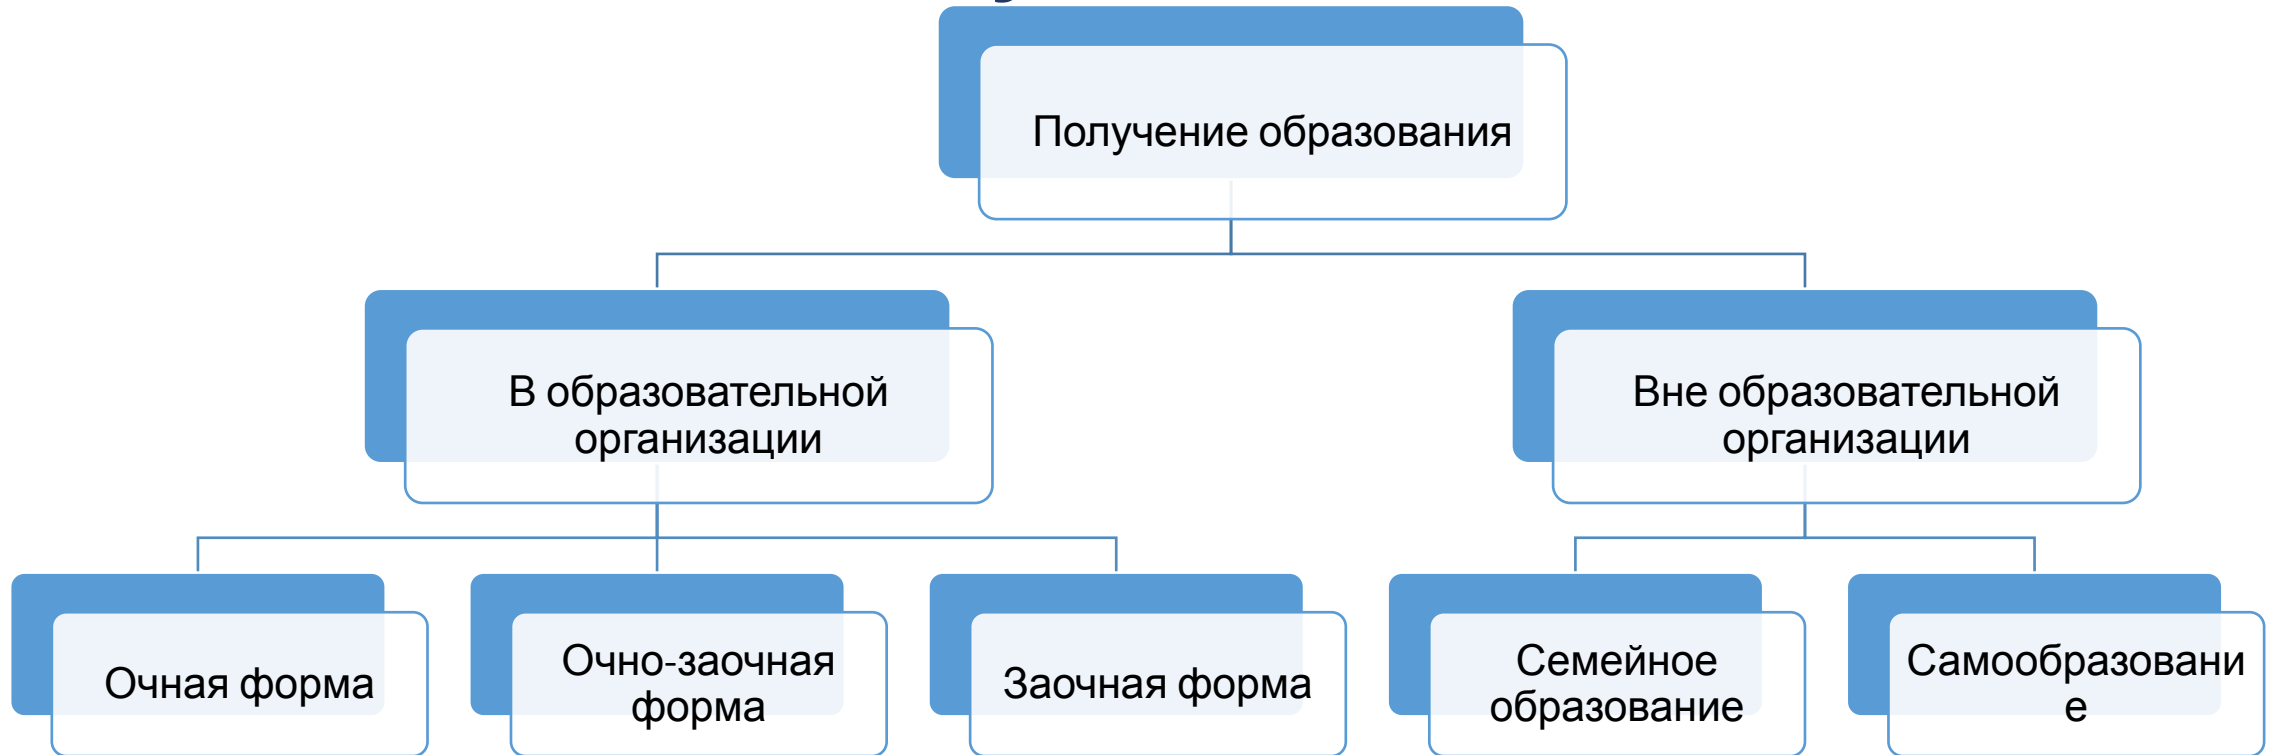 Получение образования
В образовательной
организации
Вне образовательной
организации
Очная форма
Очно-заочная
форма
Заочная форма
Семейное
образование
Самообразовани
е